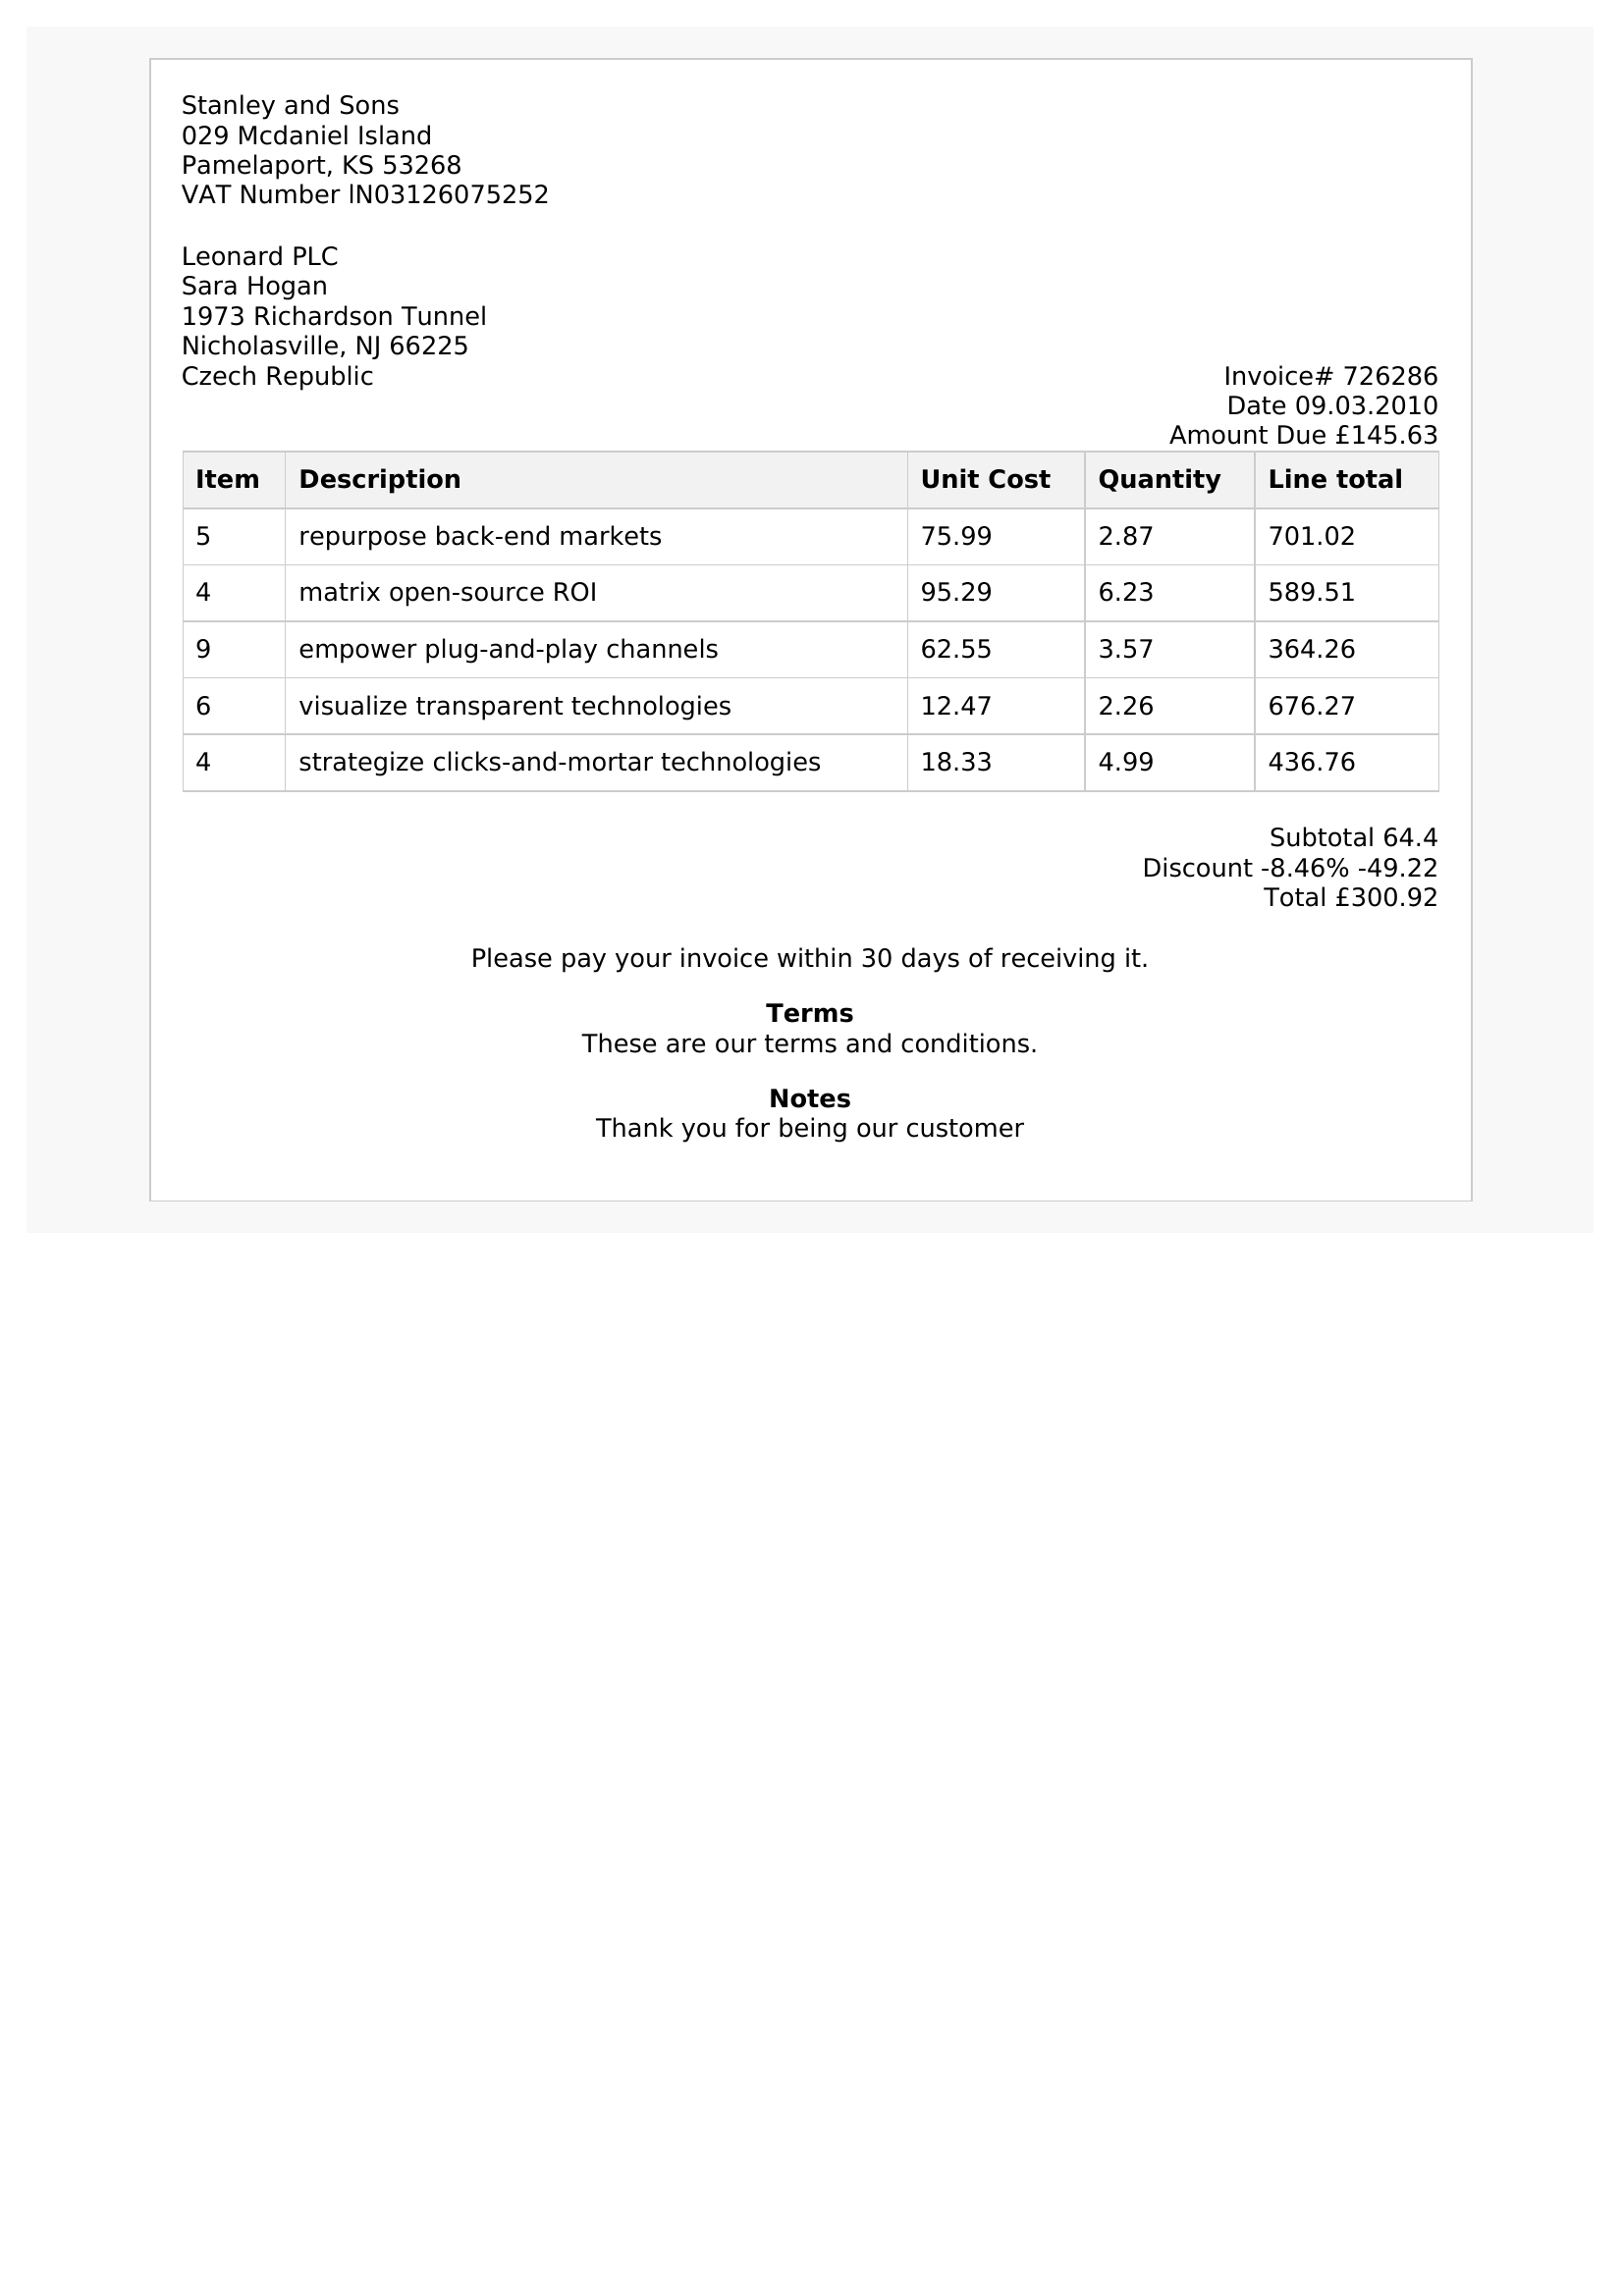 Stanley and Sons
029 Mcdaniel Island
Pamelaport, KS 53268
VAT Number lN03126075252
Leonard PLC
Sara Hogan
1973 Richardson Tunnel
Nicholasville, NJ 66225
Czech Republic
Invoice# 726286
Date 09.03.2010
Amount Due £145.63
Item Description Unit Cost Quantity Line total
5 repurpose back-end markets 75.99 2.87 701.02
4 matrix open-source ROI 95.29 6.23 589.51
9 empower plug-and-play channels 62.55 3.57 364.26
6 visualize transparent technologies 12.47 2.26 676.27
4 strategize clicks-and-mortar technologies 18.33 4.99 436.76
Subtotal 64.4
Discount -8.46% -49.22
Total £300.92
Please pay your invoice within 30 days of receiving it.
Terms
These are our terms and conditions.
Notes
Thank you for being our customer